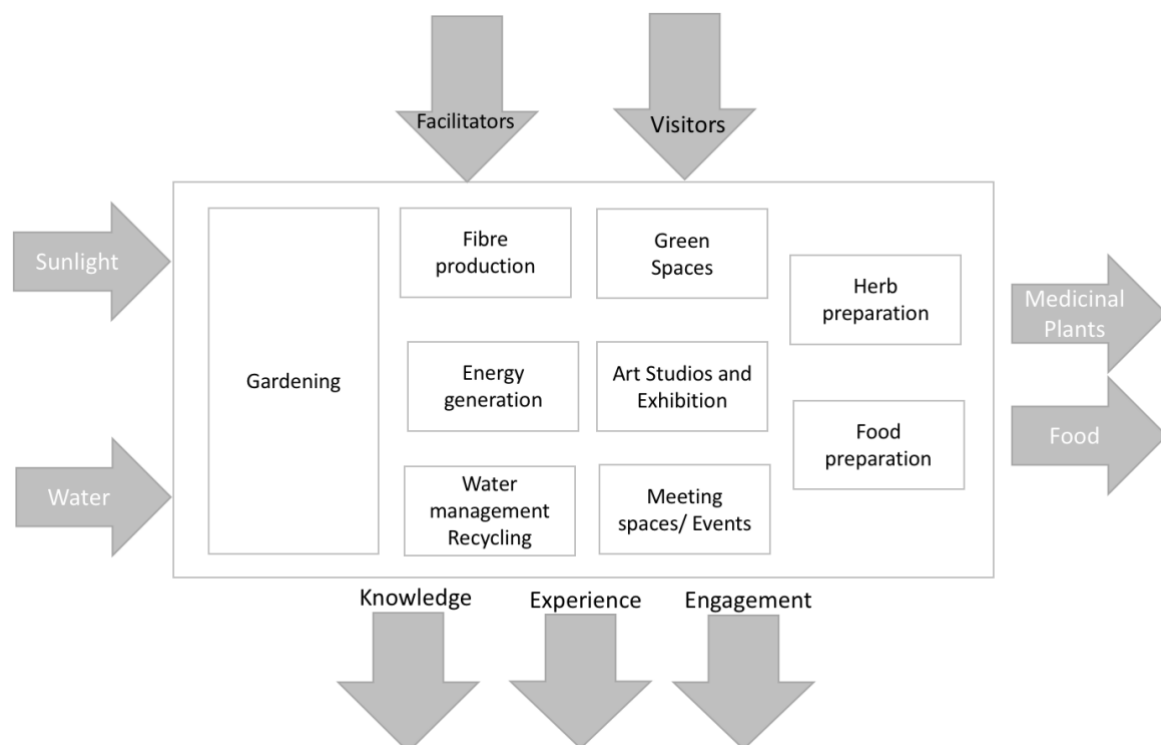 Facilitators
Visitors
Sunlight
Water
Gardening
Fibre
production
Energy
generation
Water
management
Recycling
Green
Spaces
Art Studios and
Exhibition
Meeting
spaces/ Events
Herb
preparation
Food
preparation
Medicinal
Plants
Food
Knowledge
Experience
Engagement